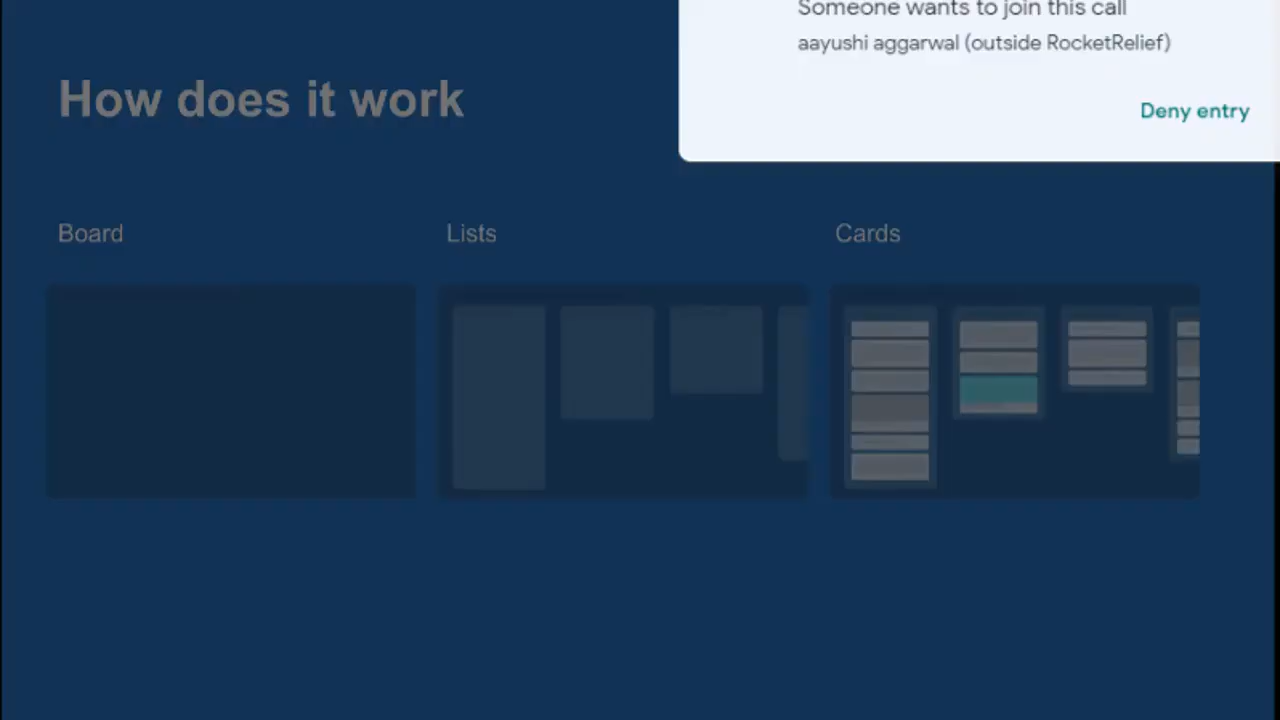 Someone wants to join this call
aayushi aggarwal (outside RocketRelief)
Deny entry
How does it work
Board
Lists
Cards